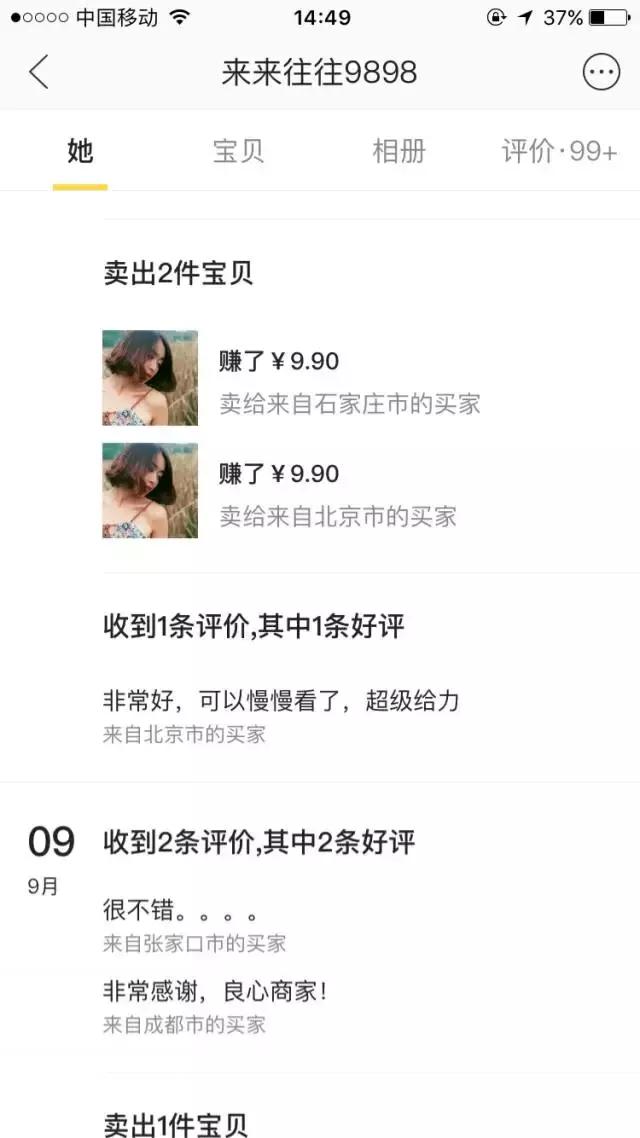 中国移动 14:49 37%
来来往往9898
她 宝贝 相册 评价·99+
卖出2件宝贝
赚了￥9.90
卖给来自石家庄市的买家
赚了￥9.90
卖给来自北京市的买家
收到1条评价,其中1条好评
非常好，可以慢慢看了，超级给力
来自北京市的买家
09 收到2条评价,其中2条好评
9月
很不错。。。。
来自张家口市的买家
非常感谢，良心商家！
来自成都市的买家
卖出1件宝贝